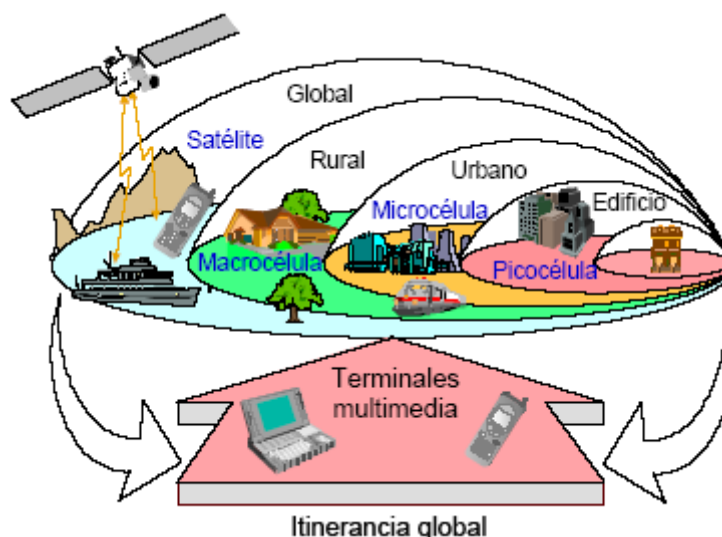 Global
Satélite
Rural
Urbano
Edificio
Microcélula
Macrocélula
Picocélula
Terminales
multimedia
Itinerancia global